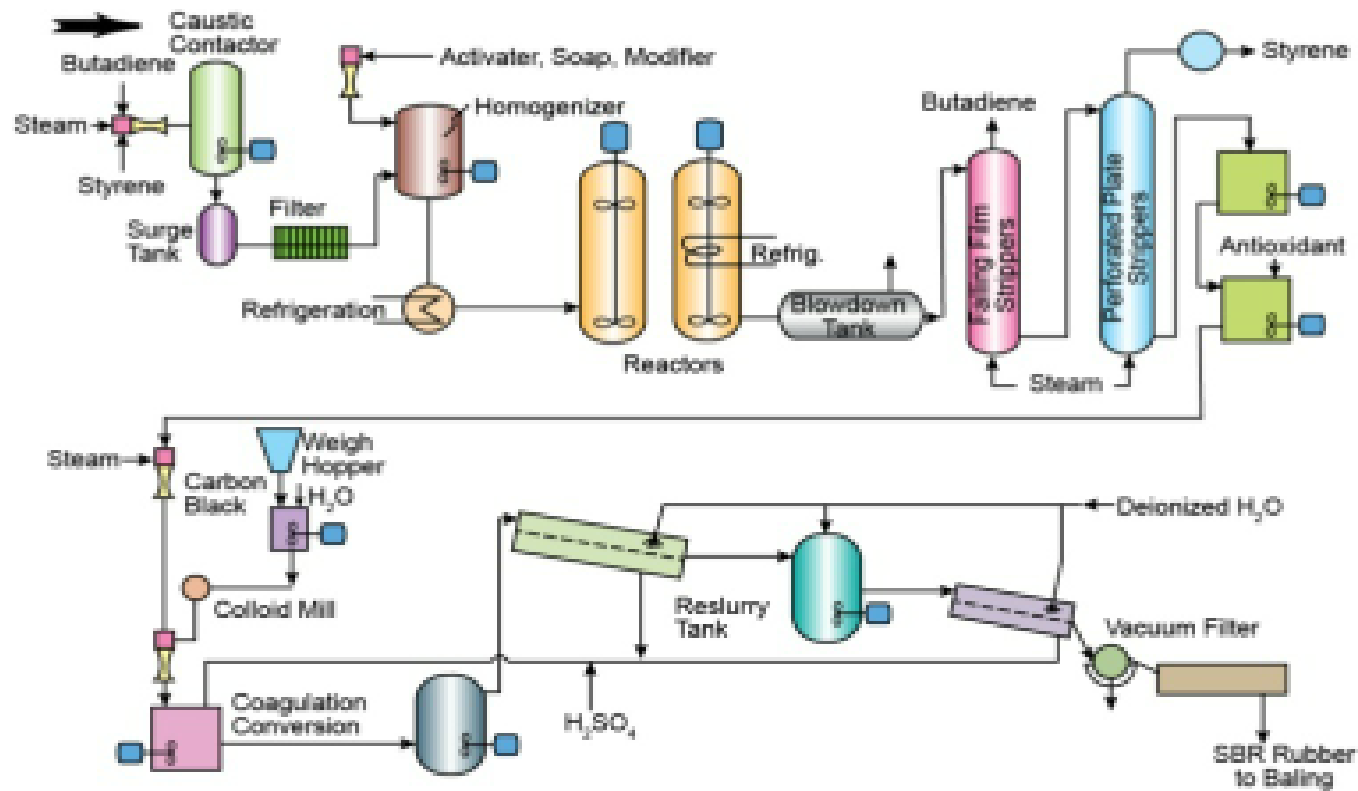 Caustic
Contactor
Butadiene
Steam
Styrene
Surge
Tank
Filter
Activater, Soap, Modifier
Homogenizer
Refrigeration
Reactors
Refrig.
Blowdown
Tank
Butadiene
Falling Film
Strippers
Perforated Plate
Strippers
Steam
Styrene
Antioxidant
Steam
Carbon
Black
Weigh
Hopper
H₂O
Colloid Mill
Coagulation
Conversion
H₂SO₄
Reslurry
Tank
Deionized H₂O
Vacuum Filter
SBR Rubber
to Baling